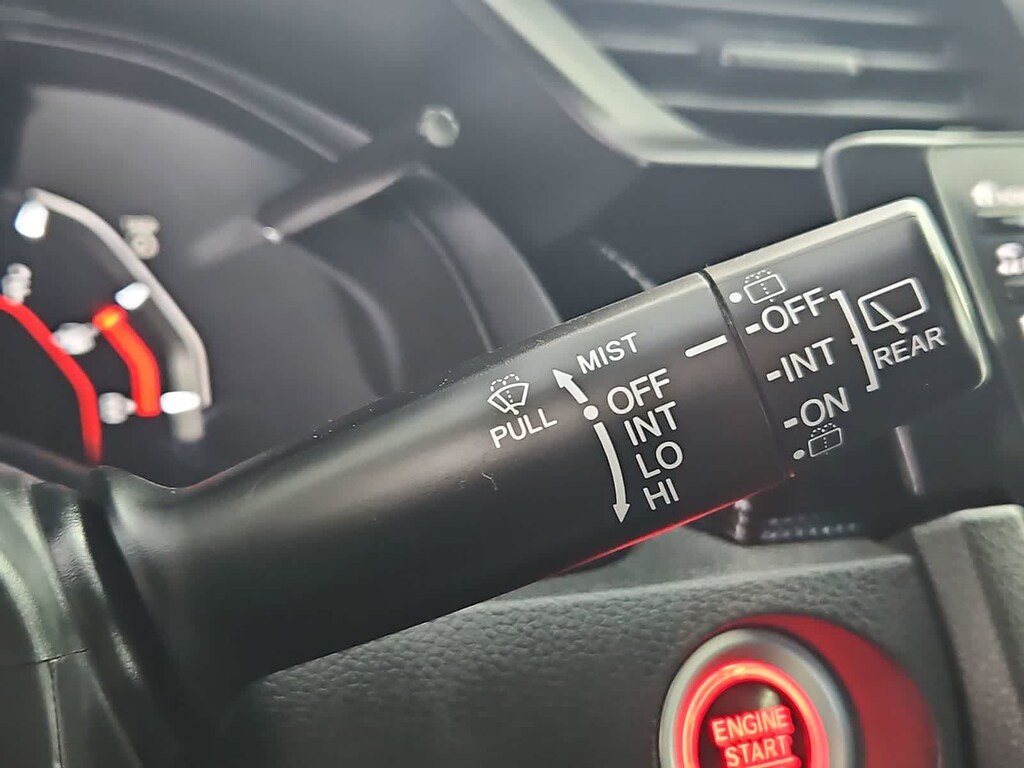 MIST
OFF
INT
LO
HI
PULL
OFF
INT
ON
REAR
ENGINE
START